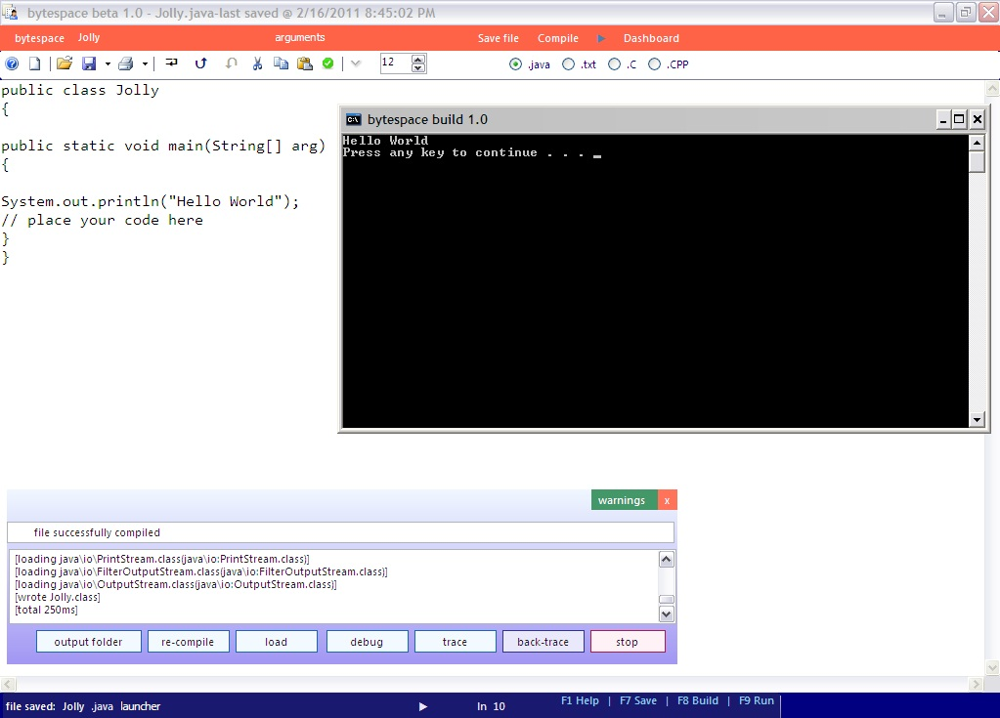 bytespace beta 1.0 - Jolly.java-last saved @ 2/16/2011 8:45:02 PM
bytespace Jolly arguments Save file Compile Dashboard
12 .java .txt .C .CPP
public class Jolly
{
public static void main(String[] arg)
{
System.out.println("Hello World");
// place your code here
}
}
C:\ bytespace build 1.0
Hello World
Press any key to continue . . . _
warnings x
file successfully compiled
[loading java\io\PrintStream.class(java\io:PrintStream.class)]
[loading java\io\FilterOutputStream.class(java\io:FilterOutputStream.class)]
[loading java\io\OutputStream.class(java\io:OutputStream.class)]
[wrote Jolly.class]
[total 250ms]
output folder re-compile load debug trace back-trace stop
file saved: Jolly .java launcher ln 10 F1 Help | F7 Save | F8 Build | F9 Run